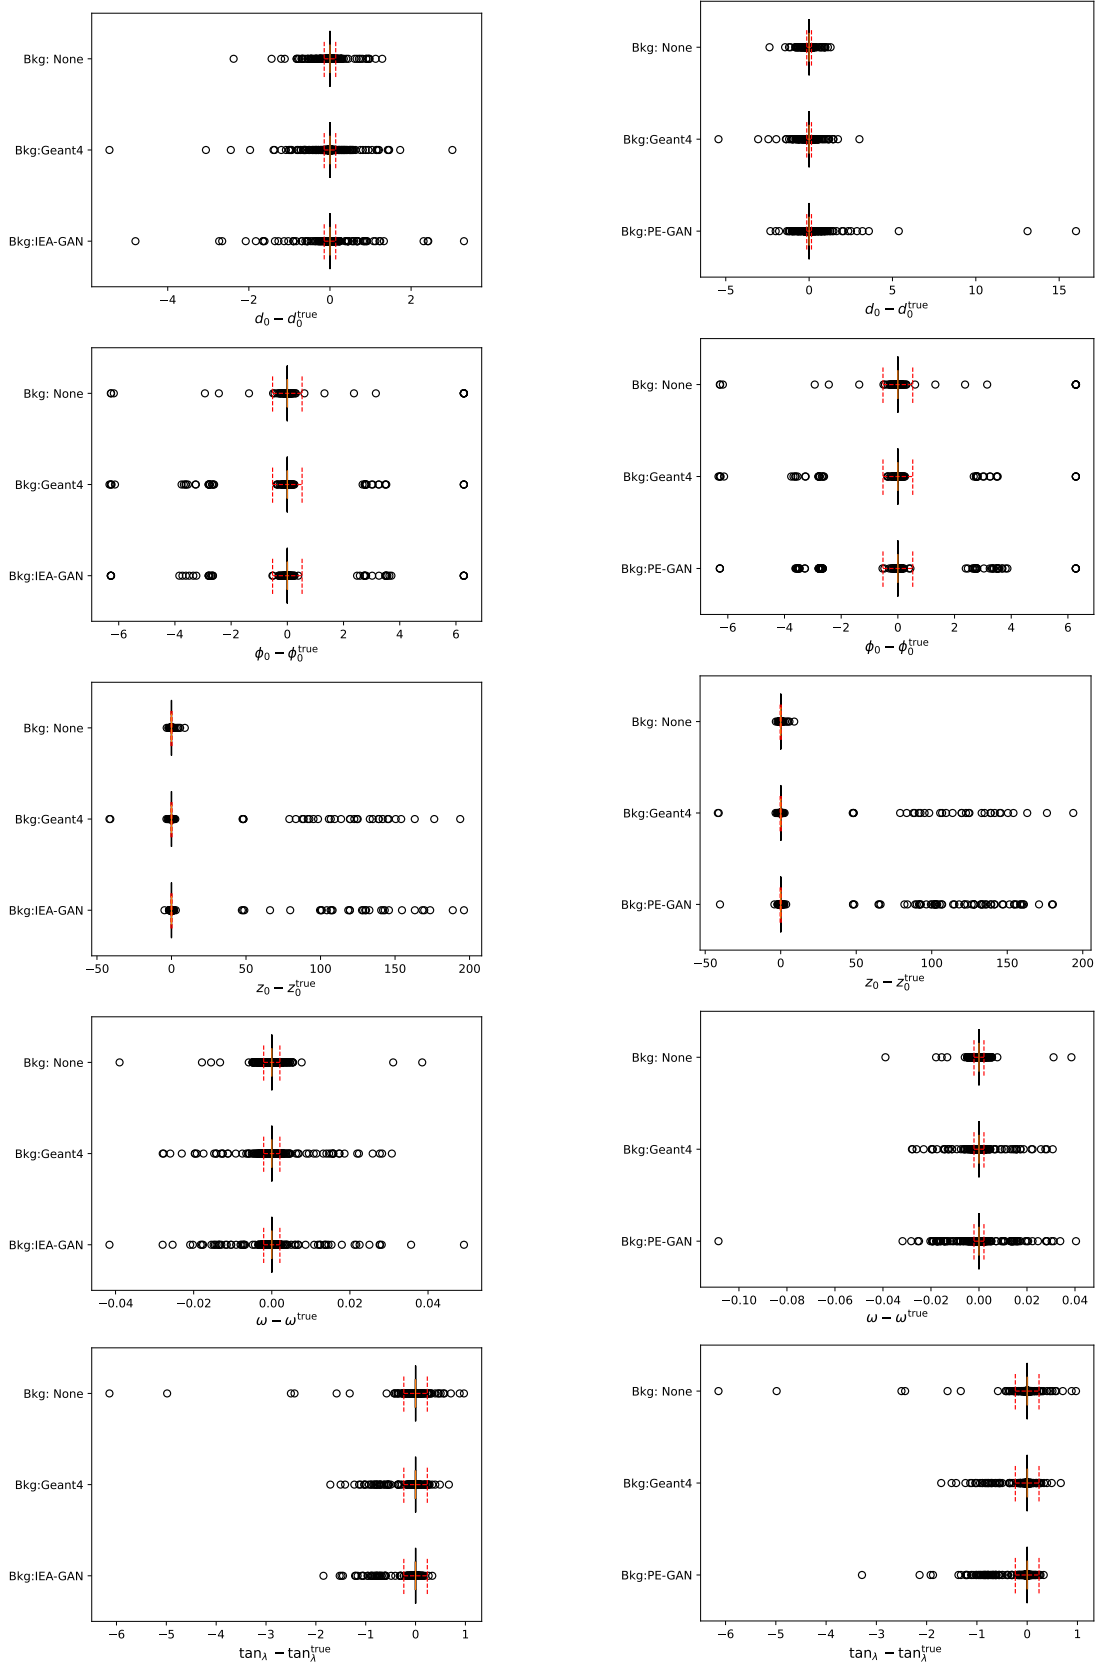 Bkg: None
Bkg:Geant4
Bkg:IEA-GAN
−4 −2 0 2
d₀ − d₀ᵗʳᵘᵉ
Bkg: None
Bkg:Geant4
Bkg:PE-GAN
−5 0 5 10 15
d₀ − d₀ᵗʳᵘᵉ
Bkg: None
Bkg:Geant4
Bkg:IEA-GAN
−6 −4 −2 0 2 4 6
ϕ₀ − ϕ₀ᵗʳᵘᵉ
Bkg: None
Bkg:Geant4
Bkg:PE-GAN
−6 −4 −2 0 2 4 6
ϕ₀ − ϕ₀ᵗʳᵘᵉ
Bkg: None
Bkg:Geant4
Bkg:IEA-GAN
−50 0 50 100 150 200
z₀ − z₀ᵗʳᵘᵉ
Bkg: None
Bkg:Geant4
Bkg:PE-GAN
−50 0 50 100 150 200
z₀ − z₀ᵗʳᵘᵉ
Bkg: None
Bkg:Geant4
Bkg:IEA-GAN
−0.04 −0.02 0.00 0.02 0.04
ω − ωᵗʳᵘᵉ
Bkg: None
Bkg:Geant4
Bkg:PE-GAN
−0.10 −0.08 −0.06 −0.04 −0.02 0.00 0.02 0.04
ω − ωᵗʳᵘᵉ
Bkg: None
Bkg:Geant4
Bkg:IEA-GAN
−6 −5 −4 −3 −2 −1 0 1
tan_λ − tan_λᵗʳᵘᵉ
Bkg: None
Bkg:Geant4
Bkg:PE-GAN
−6 −5 −4 −3 −2 −1 0 1
tan_λ − tan_λᵗʳᵘᵉ